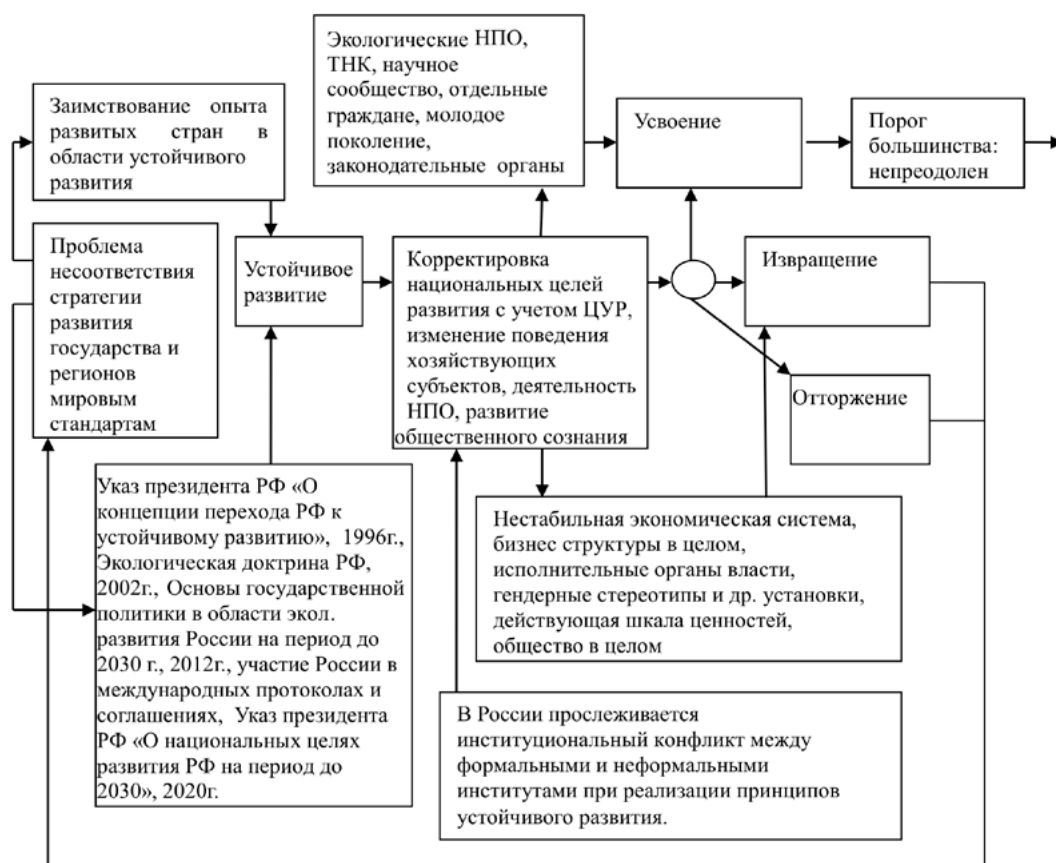 Экологические НПО,
ТНК, научное
сообщество, отдельные
граждане, молодое
поколение,
законодательные органы
Заимствование опыта
развитых стран в
области устойчивого
развития
Усвоение
Порог
большинства:
непреодолен
Проблема
несоответствия
стратегии
развития
государства и
регионов
мировым
стандартам
Устойчивое
развитие
Корректировка
национальных целей
развития с учетом ЦУР,
изменение поведения
хозяйствующих
субъектов, деятельность
НПО, развитие
общественного сознания
Извращение
Отторжение
Указ президента РФ «О
концепции перехода РФ к
устойчивому развитию», 1996г.,
Экологическая доктрина РФ,
2002г., Основы государственной
политики в области экол.
развития России на период до
2030 г., 2012г., участие России в
международных протоколах и
соглашениях, Указ президента
РФ «О национальных целях
развития РФ на период до
2030», 2020г.
Нестабильная экономическая система,
бизнес структуры в целом,
исполнительные органы власти,
гендерные стереотипы и др. установки,
действующая шкала ценностей,
общество в целом
В России прослеживается
институциональный конфликт между
формальными и неформальными
институтами при реализации принципов
устойчивого развития.